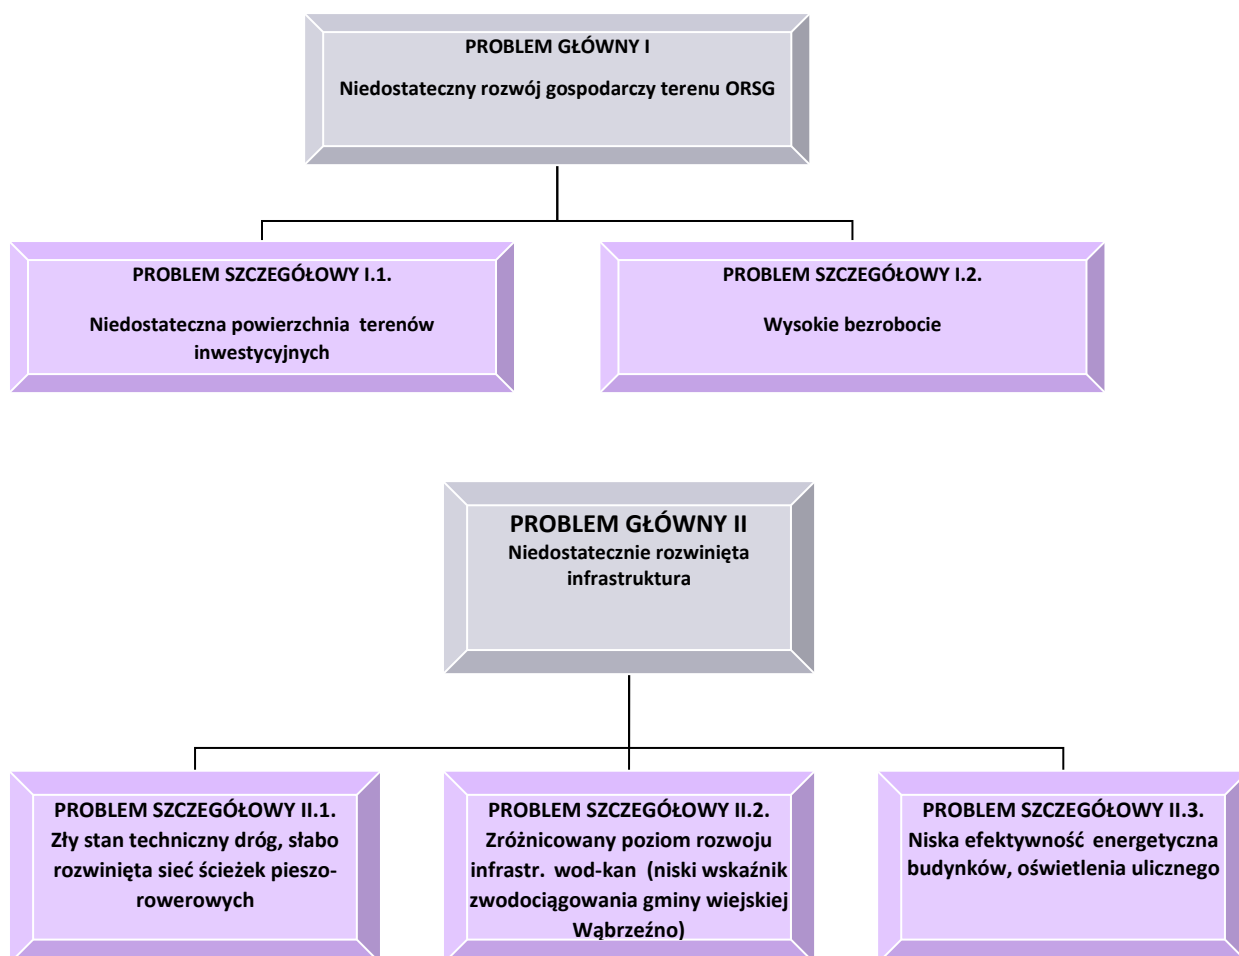 PROBLEM GŁÓWNY I
Niedostateczny rozwój gospodarczy terenu ORSG
PROBLEM SZCZEGÓŁOWY I.1.
Niedostateczna powierzchnia terenów
inwestycyjnych
PROBLEM SZCZEGÓŁOWY I.2.
Wysokie bezrobocie
PROBLEM GŁÓWNY II
Niedostatecznie rozwinięta
infrastruktura
PROBLEM SZCZEGÓŁOWY II.1.
Zły stan techniczny dróg, słabo
rozwinięta sieć ścieżek pieszo-
rowerowych
PROBLEM SZCZEGÓŁOWY II.2.
Zróżnicowany poziom rozwoju
infrastr. wod-kan (niski wskaźnik
zwodociągowania gminy wiejskiej
Wąbrzeźno)
PROBLEM SZCZEGÓŁOWY II.3.
Niska efektywność energetyczna
budynków, oświetlenia ulicznego